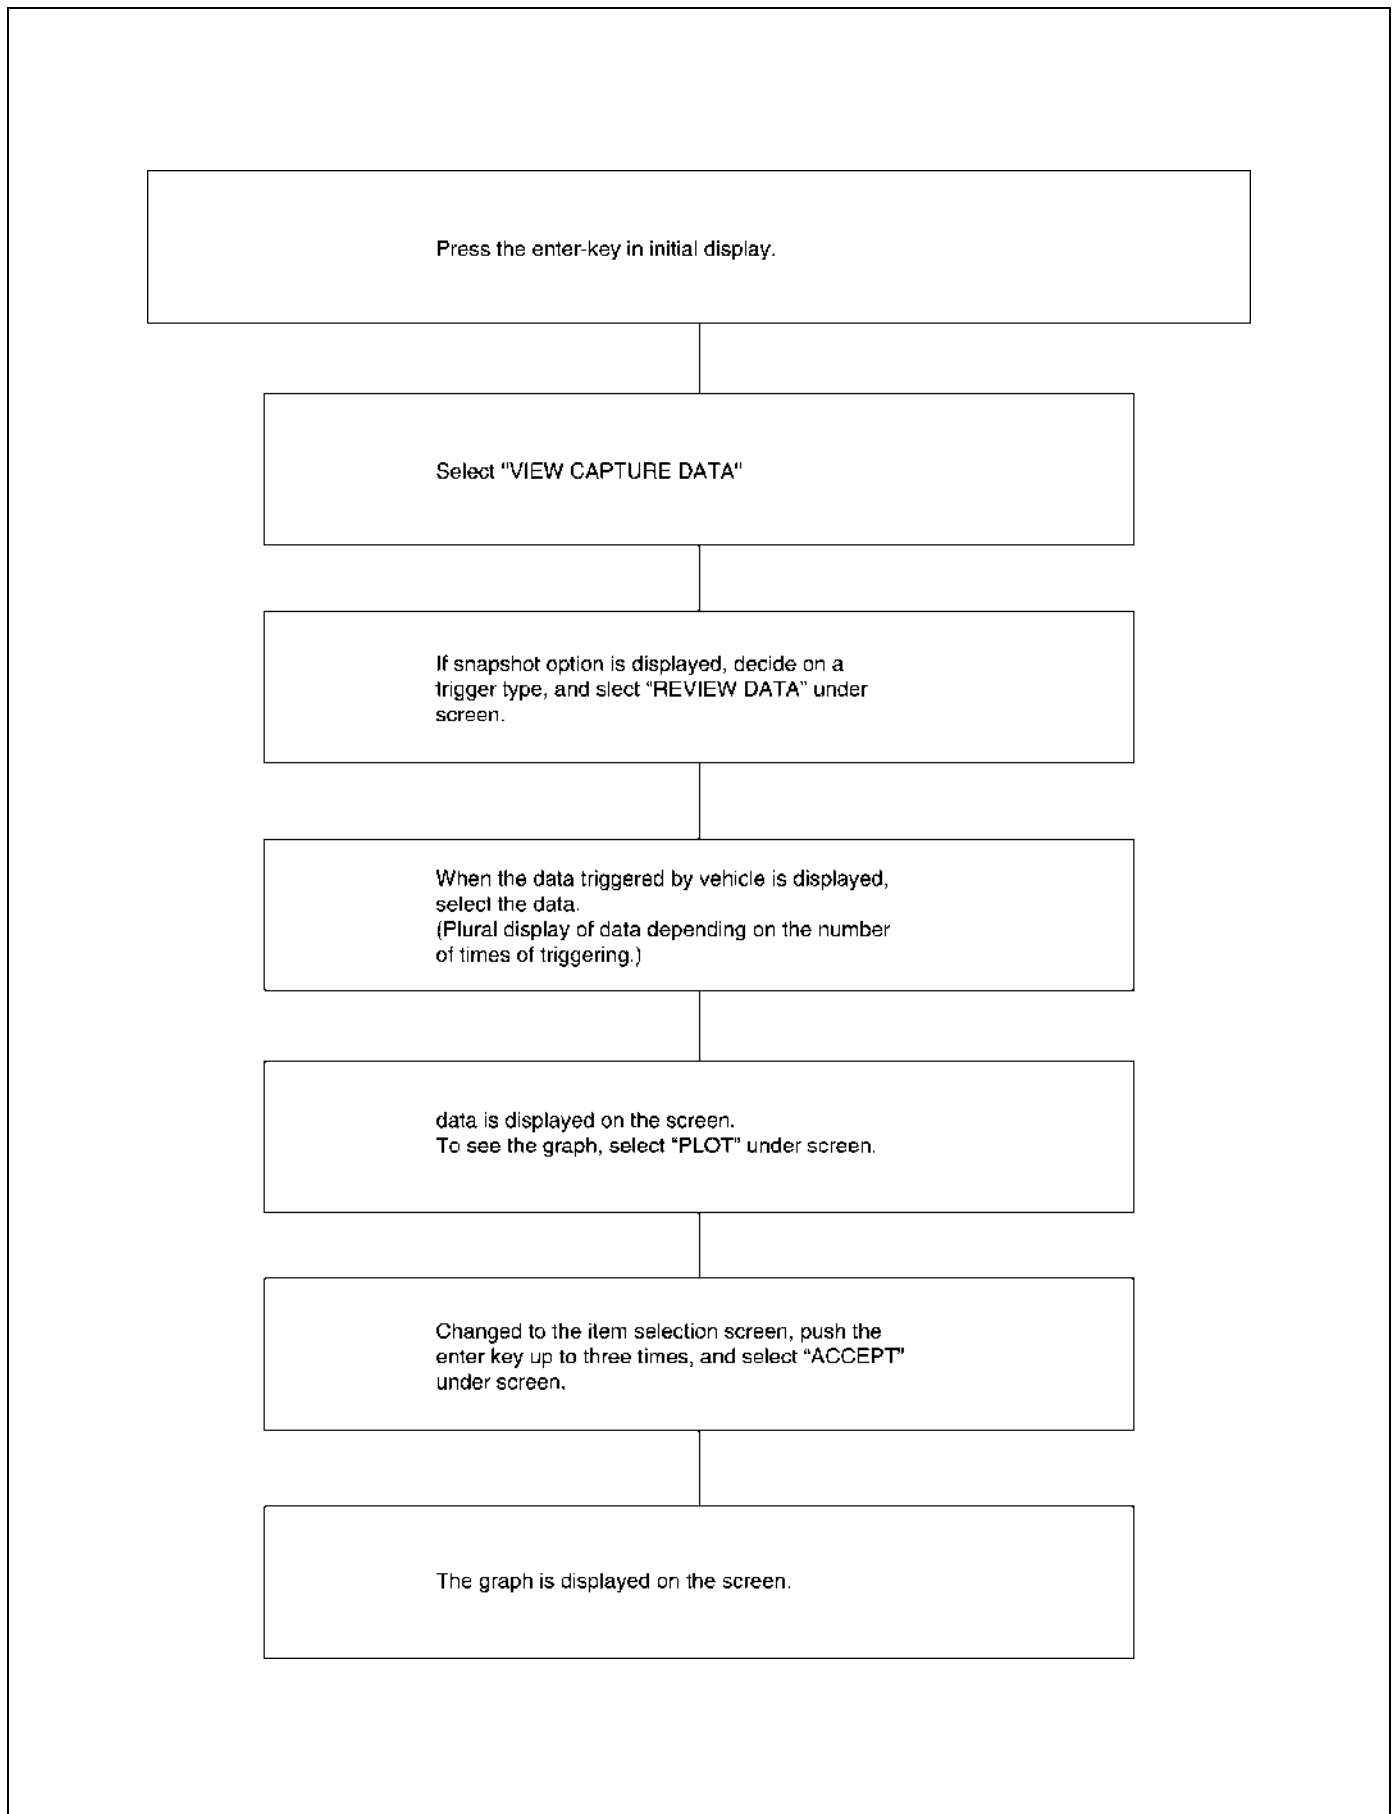 Press the enter-key in initial display.
Select "VIEW CAPTURE DATA"
If snapshot option is displayed, decide on a
trigger type, and slect “REVIEW DATA” under
screen.
When the data triggered by vehicle is displayed,
select the data.
(Plural display of data depending on the number
of times of triggering.)
data is displayed on the screen.
To see the graph, select “PLOT” under screen.
Changed to the item selection screen, push the
enter key up to three times, and select “ACCEPT”
under screen.
The graph is displayed on the screen.